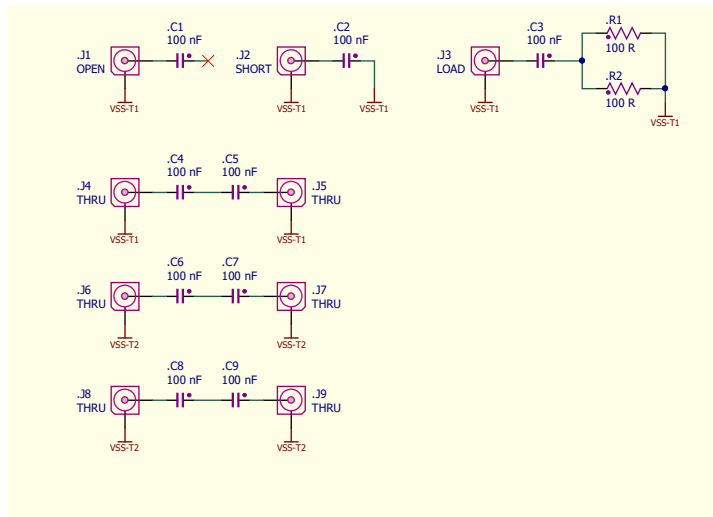 .C1
100 nF
.J1
OPEN
VSS-T1
.C2
100 nF
.J2
SHORT
VSS-T1
VSS-T1
.C3
100 nF
.J3
LOAD
VSS-T1
.R1
100 R
.R2
100 R
VSS-T1
.C4
100 nF
.C5
100 nF
.J4
THRU
.J5
THRU
VSS-T1
VSS-T1
.C6
100 nF
.C7
100 nF
.J6
THRU
.J7
THRU
VSS-T2
VSS-T2
.C8
100 nF
.C9
100 nF
.J8
THRU
.J9
THRU
VSS-T2
VSS-T2